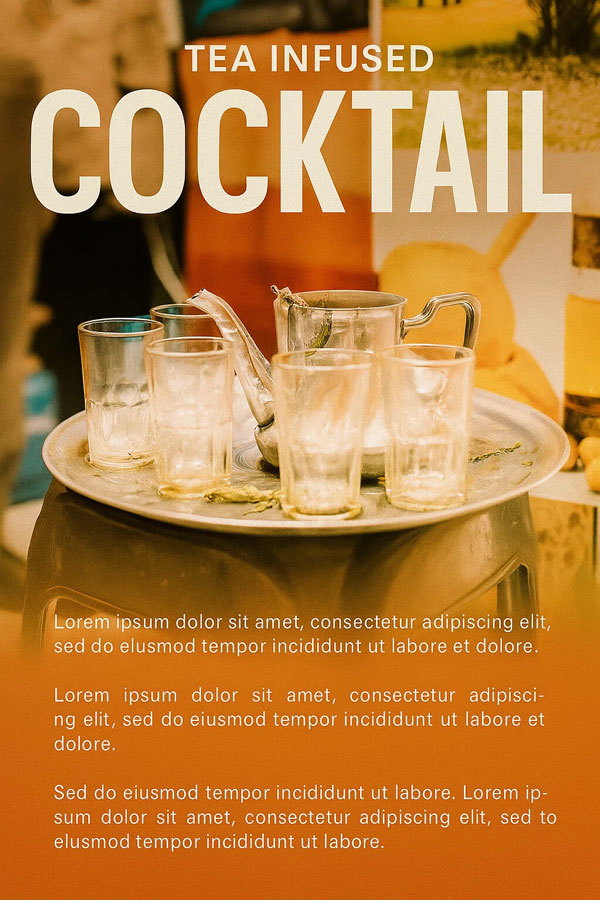 TEA INFUSED
COCKTAIL
Lorem ipsum dolor sit amet, consectetur adipiscing elit,
sed do elusmod tempor incididunt ut labore et dolore.
Lorem ipsum dolor sit amet, consectetur adipisci-
ng elit, sed do eiusmod tempor incididunt ut labore et
dolore.
Sed do eiusmod tempor incididunt ut labore. Lorem ip-
sum dolor sit amet, consectetur adipiscing elit, sed to
elusmod tempor incididunt ut labore.